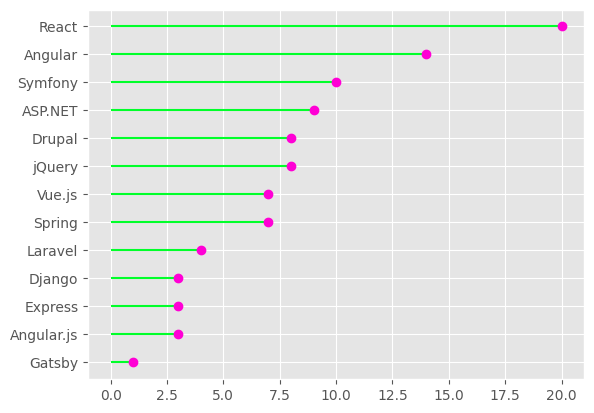 React
Angular
Symfony
ASP.NET
Drupal
jQuery
Vue.js
Spring
Laravel
Django
Express
Angular.js
Gatsby
0.0 2.5 5.0 7.5 10.0 12.5 15.0 17.5 20.0